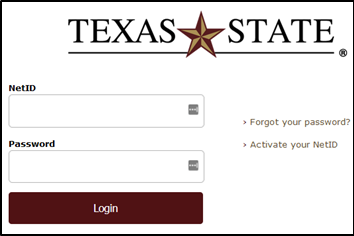 TEXAS STATE
®
NetID
Password
Login
› Forgot your password?
› Activate your NetID